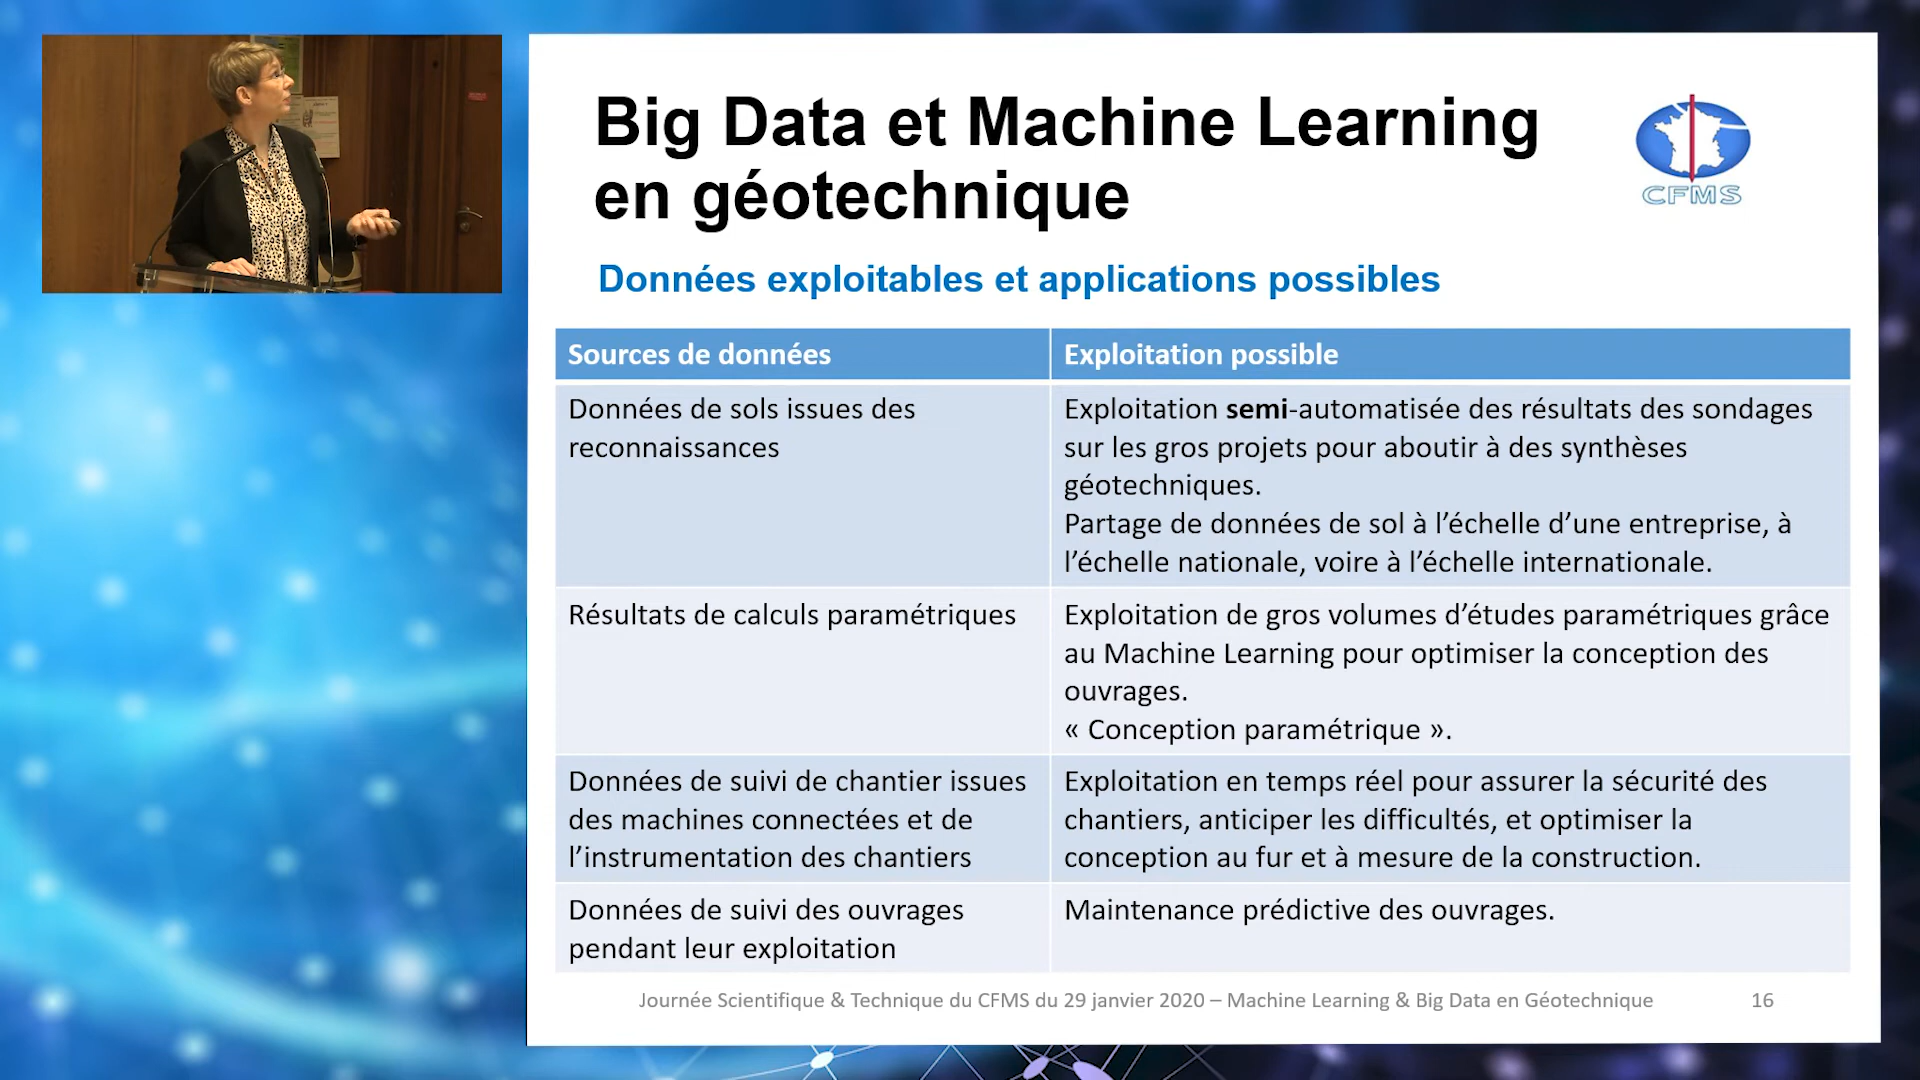 Big Data et Machine Learning
en géotechnique
CFMS
Données exploitables et applications possibles
Sources de données
Exploitation possible
Données de sols issues des
reconnaissances
Exploitation semi-automatisée des résultats des sondages
sur les gros projets pour aboutir à des synthèses
géotechniques.
Partage de données de sol à l’échelle d’une entreprise, à
l’échelle nationale, voire à l’échelle internationale.
Résultats de calculs paramétriques
Exploitation de gros volumes d’études paramétriques grâce
au Machine Learning pour optimiser la conception des
ouvrages.
« Conception paramétrique ».
Données de suivi de chantier issues
des machines connectées et de
l’instrumentation des chantiers
Exploitation en temps réel pour assurer la sécurité des
chantiers, anticiper les difficultés, et optimiser la
conception au fur et à mesure de la construction.
Données de suivi des ouvrages
pendant leur exploitation
Maintenance prédictive des ouvrages.
Journée Scientifique & Technique du CFMS du 29 janvier 2020 – Machine Learning & Big Data en Géotechnique
16